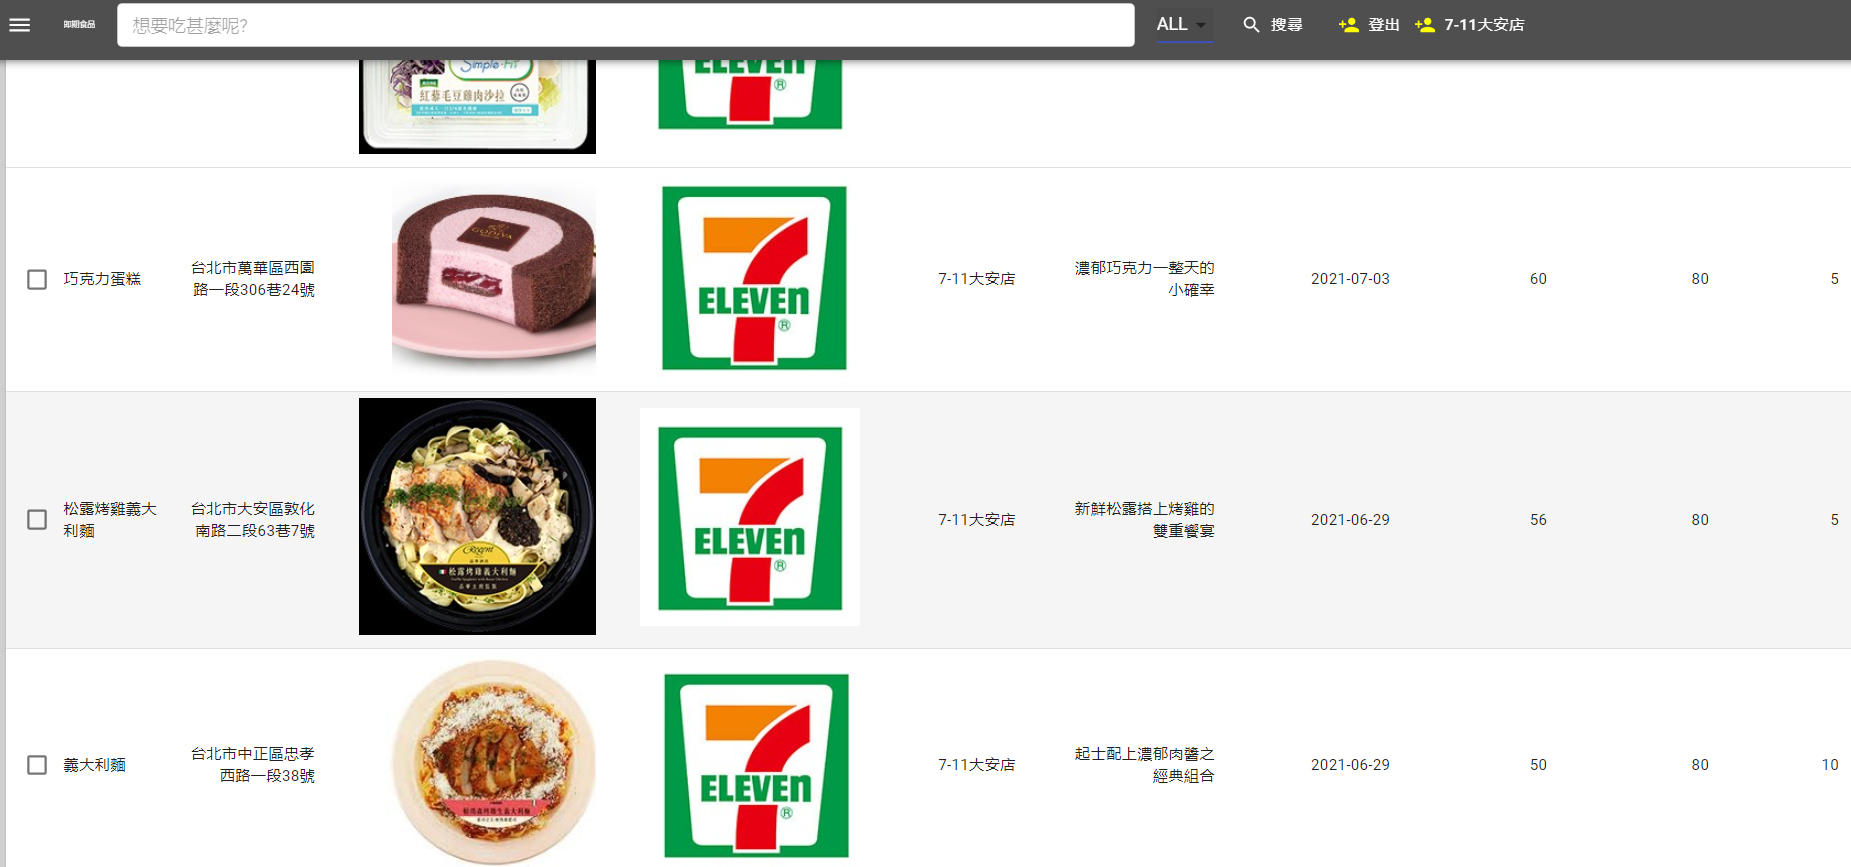 即期食品
想要吃甚麼呢?
ALL
搜尋
登出
7-11大安店
Simple Fit
紅藜毛豆雞肉沙拉
ELEVEn
®
巧克力蛋糕
台北市萬華區西園
路一段306巷24號
GODIVA
7
ELEVEn
®
7-11大安店
濃郁巧克力一整天的
小確幸
2021-07-03
60
80
5
松露烤雞義大
利麵
台北市大安區敦化
南路二段63巷7號
Regent
松露烤雞義大利麵
7
ELEVEn
®
7-11大安店
新鮮松露搭上烤雞的
雙重饗宴
2021-06-29
56
80
5
義大利麵
台北市中正區忠孝
西路一段38號
7
ELEVEn
®
7-11大安店
起士配上濃郁肉醬之
經典組合
2021-06-29
50
80
10